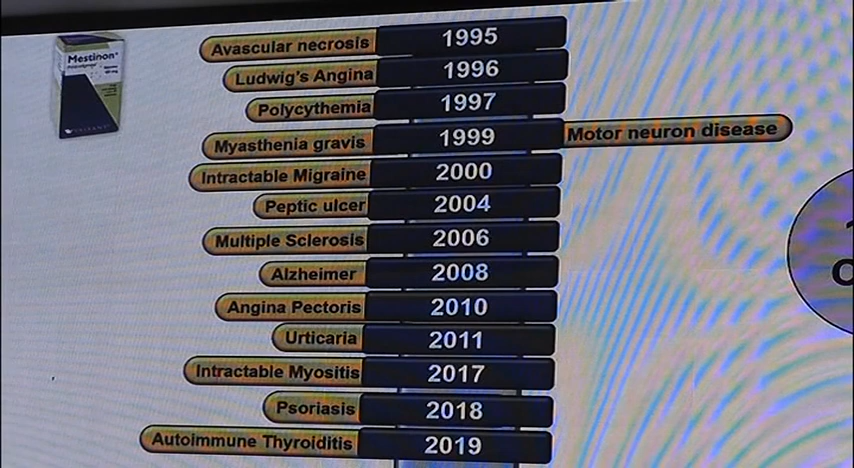 Mestinon®
Avascular necrosis 1995
Ludwig's Angina 1996
Polycythemia 1997
Myasthenia gravis 1999 Motor neuron disease
Intractable Migraine 2000
Peptic ulcer 2004
Multiple Sclerosis 2006
Alzheimer 2008
Angina Pectoris 2010
Urticaria 2011
Intractable Myositis 2017
Psoriasis 2018
Autoimmune Thyroiditis 2019